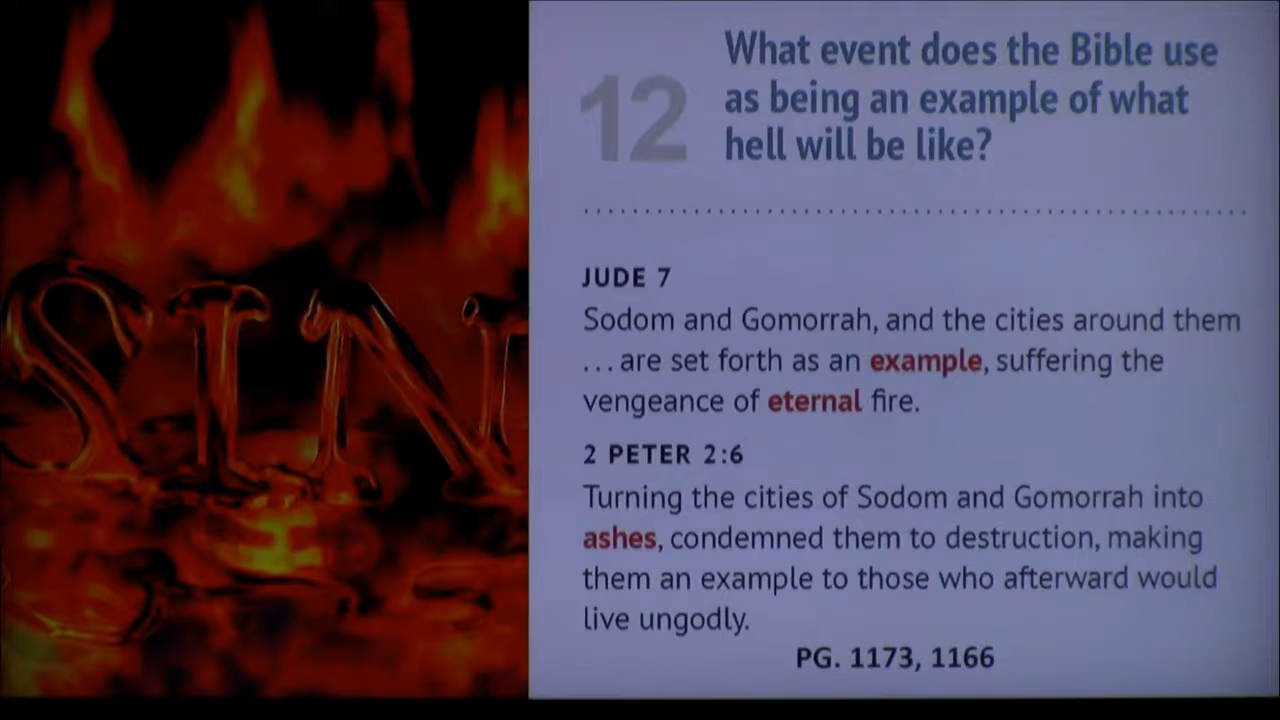 SIN
12
What event does the Bible use
as being an example of what
hell will be like?
JUDE 7
Sodom and Gomorrah, and the cities around them
... are set forth as an example, suffering the
vengeance of eternal fire.
2 PETER 2:6
Turning the cities of Sodom and Gomorrah into
ashes, condemned them to destruction, making
them an example to those who afterward would
live ungodly.
PG. 1173, 1166